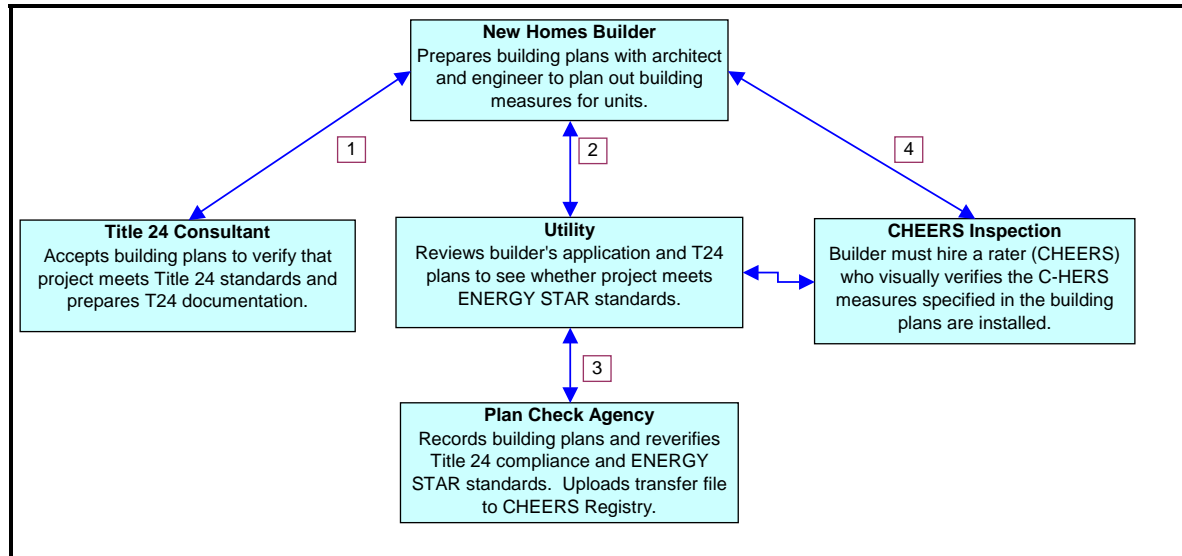 New Homes Builder
Prepares building plans with architect
and engineer to plan out building
measures for units.
1
2
4
Title 24 Consultant
Accepts building plans to verify that
project meets Title 24 standards and
prepares T24 documentation.
Utility
Reviews builder's application and T24
plans to see whether project meets
ENERGY STAR standards.
CHEERS Inspection
Builder must hire a rater (CHEERS)
who visually verifies the C-HERS
measures specified in the building
plans are installed.
3
Plan Check Agency
Records building plans and reverifies
Title 24 compliance and ENERGY
STAR standards.  Uploads transfer file
to CHEERS Registry.